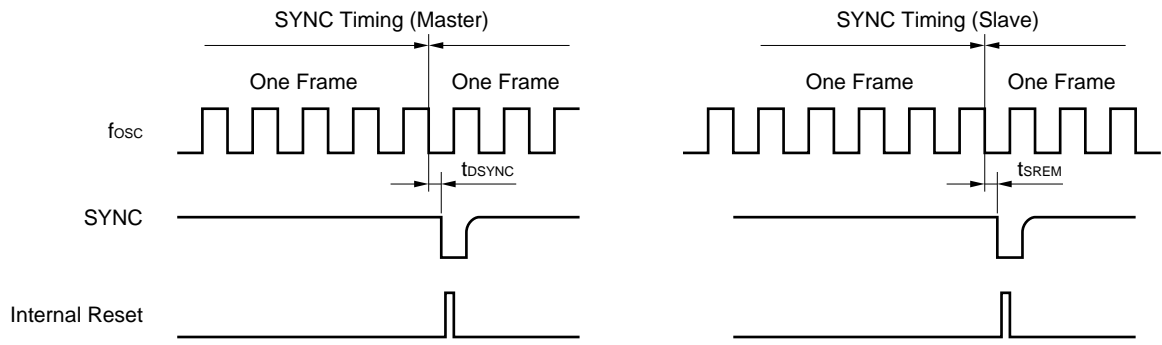 SYNC Timing (Master)
SYNC Timing (Slave)
One Frame
One Frame
One Frame
One Frame
fOSC
tDSYNC
tSREM
SYNC
Internal Reset